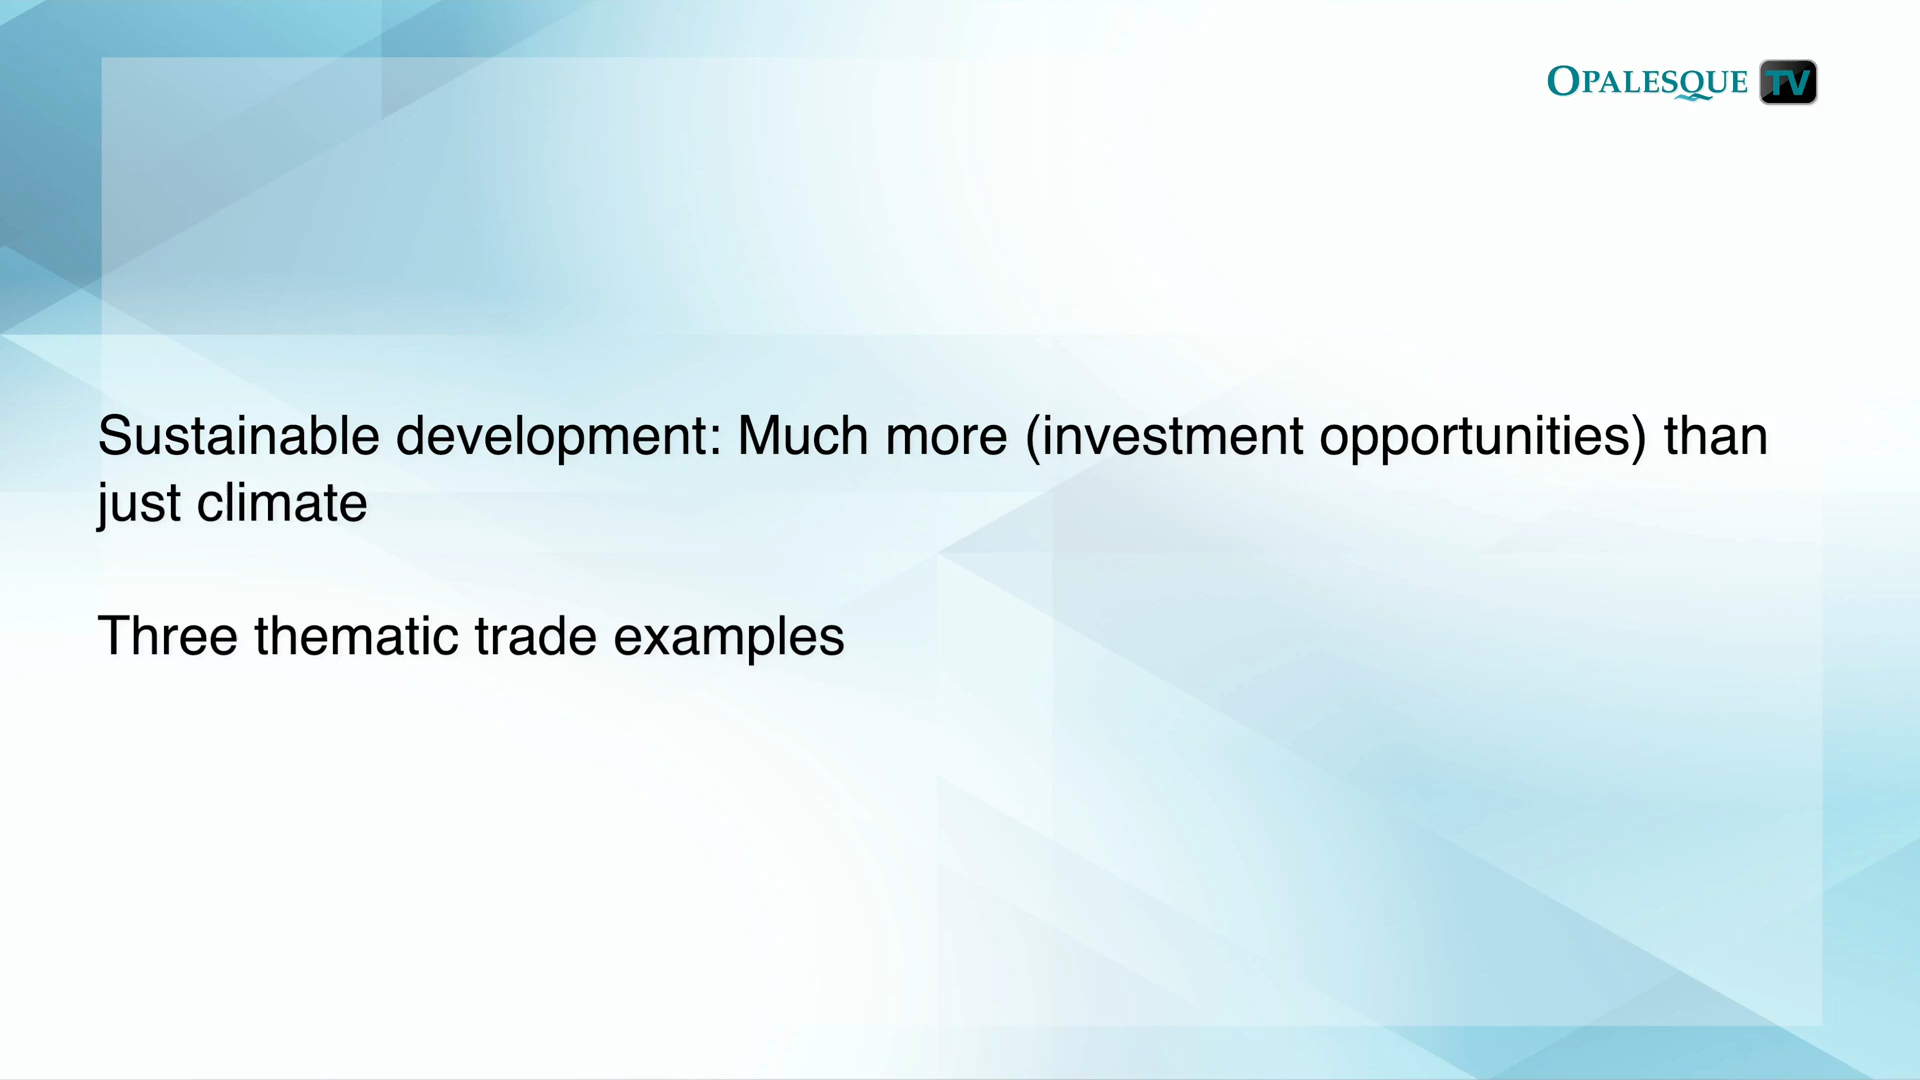 OPALESQUE TV
Sustainable development: Much more (investment opportunities) than
just climate
Three thematic trade examples